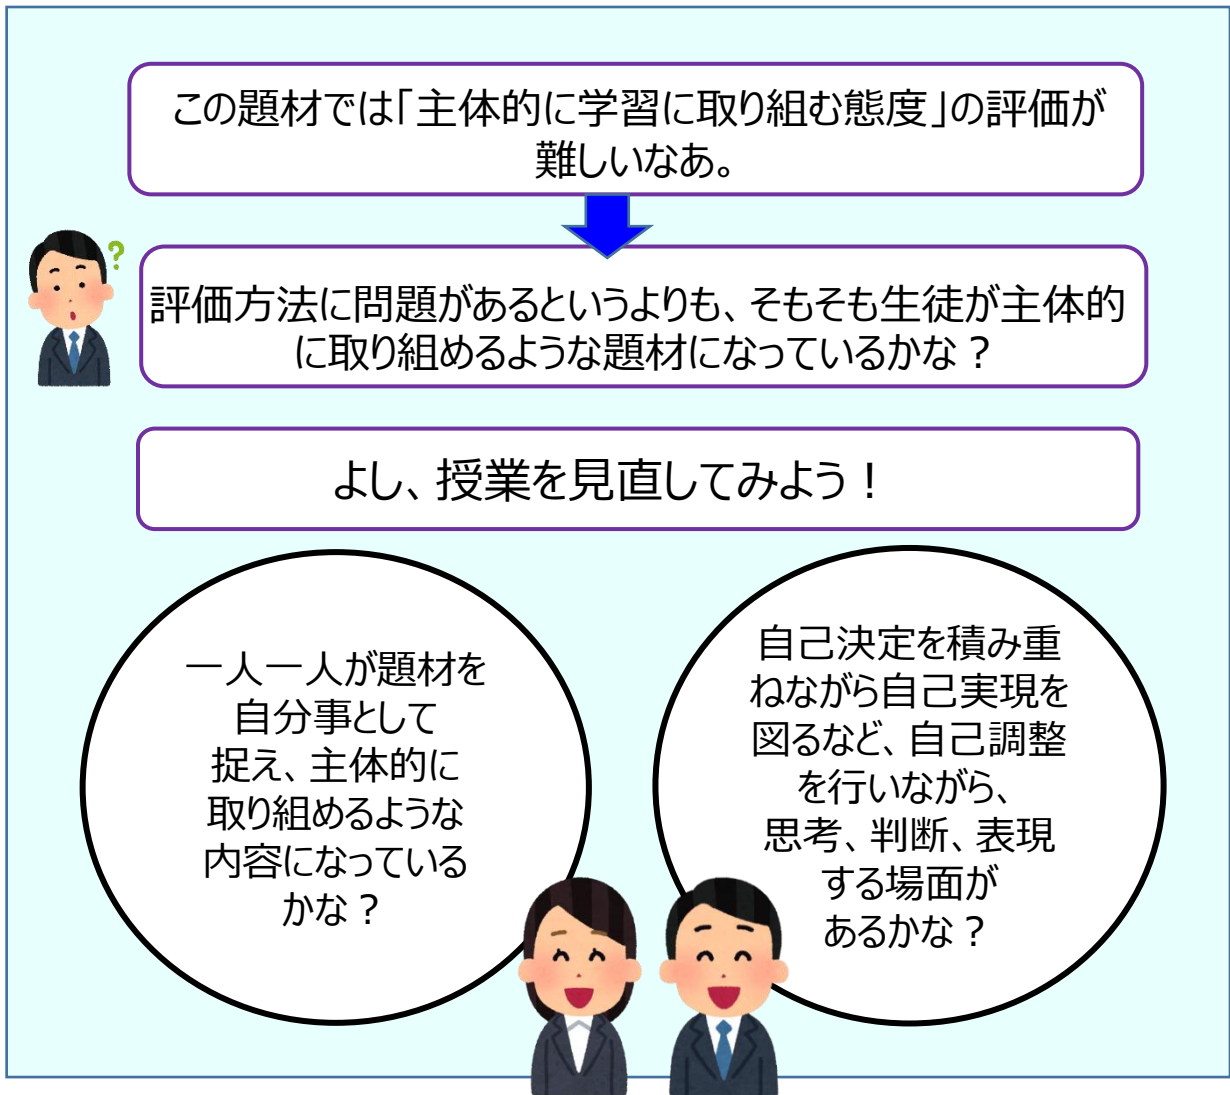 この題材では「主体的に学習に取り組む態度」の評価が
難しいなあ。
?
評価方法に問題があるというよりも、そもそも生徒が主体的
に取り組めるような題材になっているかな？
よし、授業を見直してみよう！
一人一人が題材を
自分事として
捉え、主体的に
取り組めるような
内容になっている
かな？
自己決定を積み重
ねながら自己実現を
図るなど、自己調整
を行いながら、
思考、判断、表現
する場面が
あるかな？